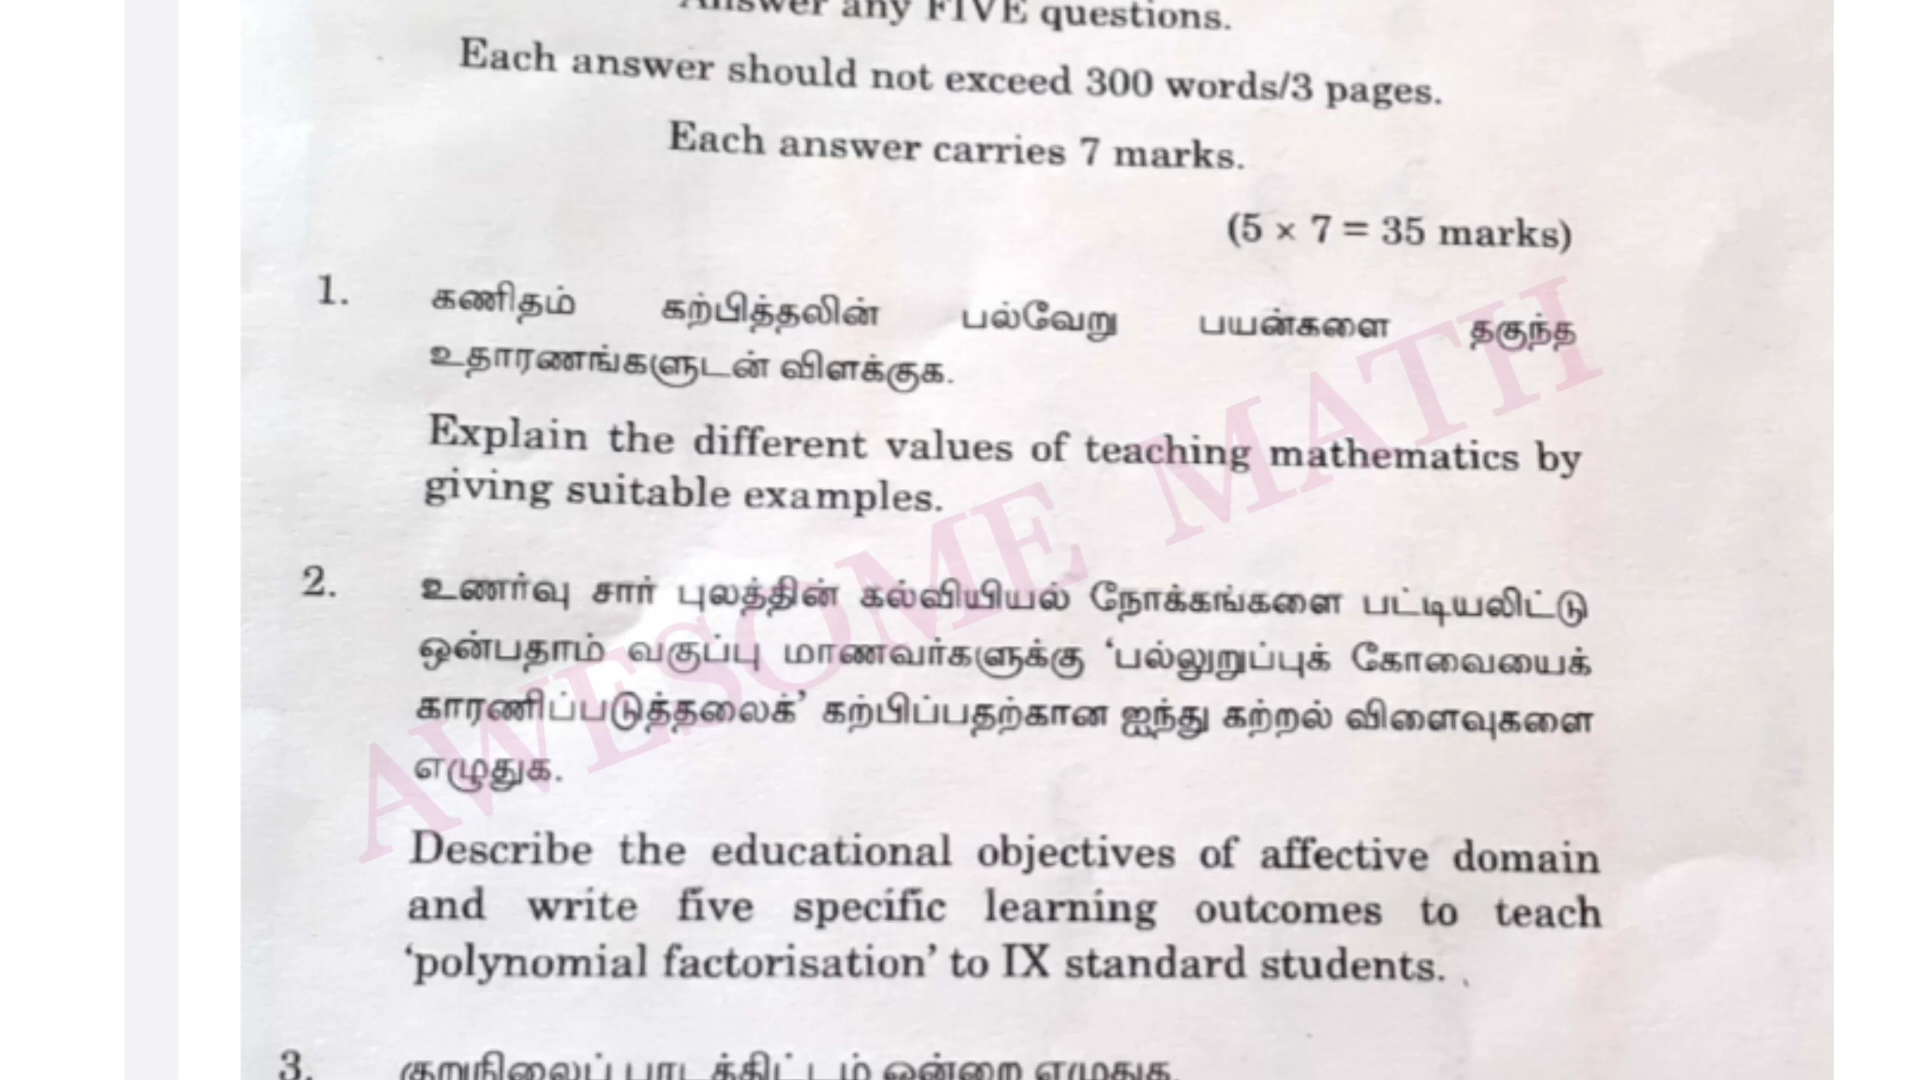 Answer any FIVE questions.
Each answer should not exceed 300 words/3 pages.
Each answer carries 7 marks.
(5 × 7 = 35 marks)
1. கணிதம் கற்பித்தலின் பல்வேறு பயன்களை தகுந்த
உதாரணங்களுடன் விளக்குக.
Explain the different values of teaching mathematics by
giving suitable examples.
2. உணர்வு சார் புலத்தின் கல்வியியல் நோக்கங்களை பட்டியலிட்டு
ஒன்பதாம் வகுப்பு மாணவர்களுக்கு ‘பல்லுறுப்புக் கோவையைக்
காரணிப்படுத்தலைக்’ கற்பிப்பதற்கான ஐந்து கற்றல் விளைவுகளை
எழுதுக.
Describe the educational objectives of affective domain
and write five specific learning outcomes to teach
‘polynomial factorisation’ to IX standard students.
3. குறுநிலைப் பாடத்திட்டம் ஒன்றை எழுதுக.
AWESOME MATH